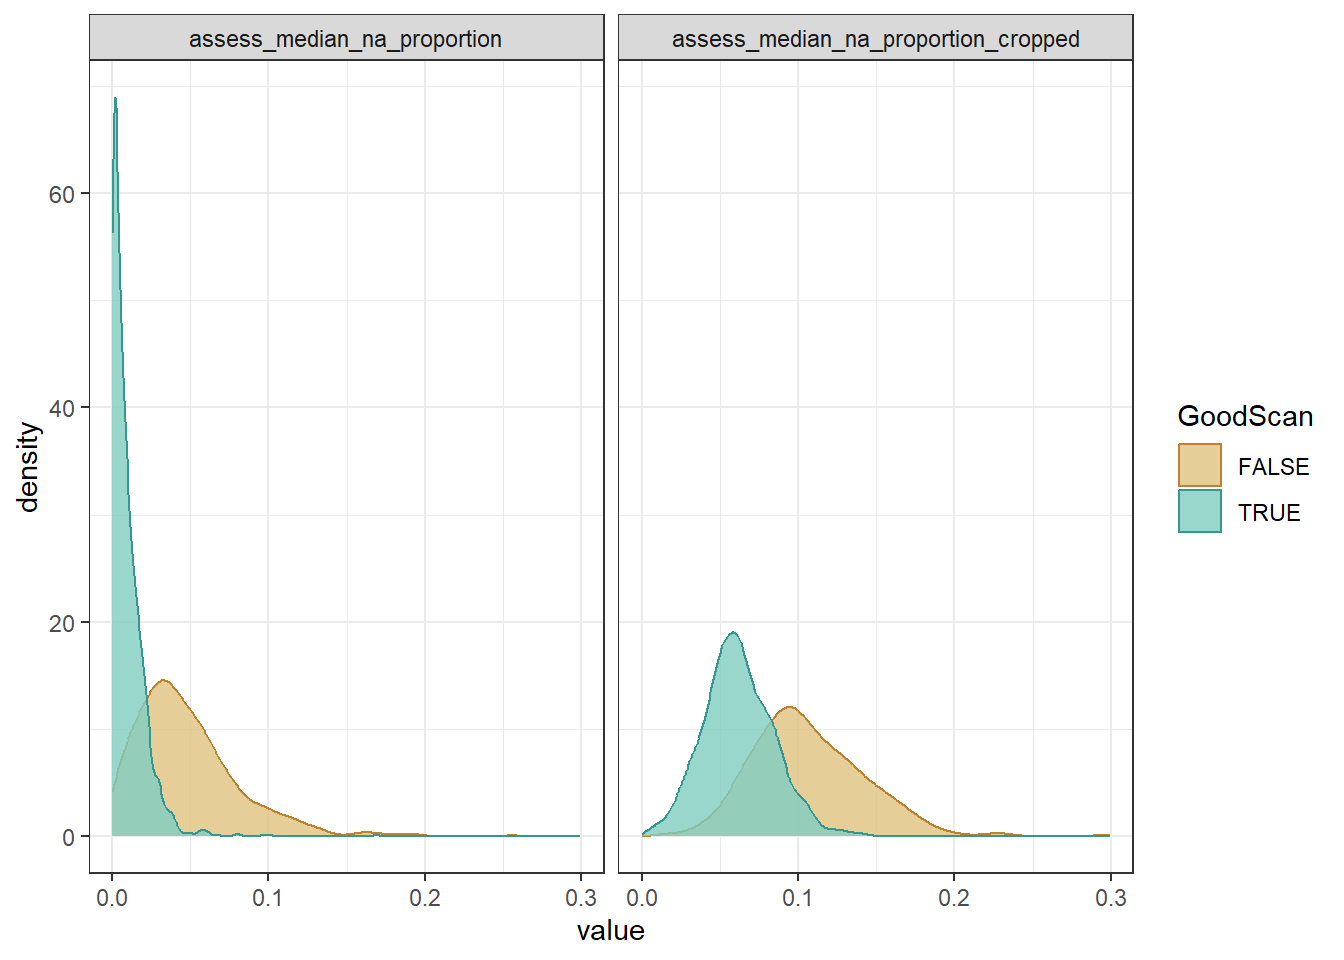 assess_median_na_proportion
assess_median_na_proportion_cropped
density
60
40
20
0
0.0 0.1 0.2 0.3
0.0 0.1 0.2 0.3
value
GoodScan
FALSE
TRUE